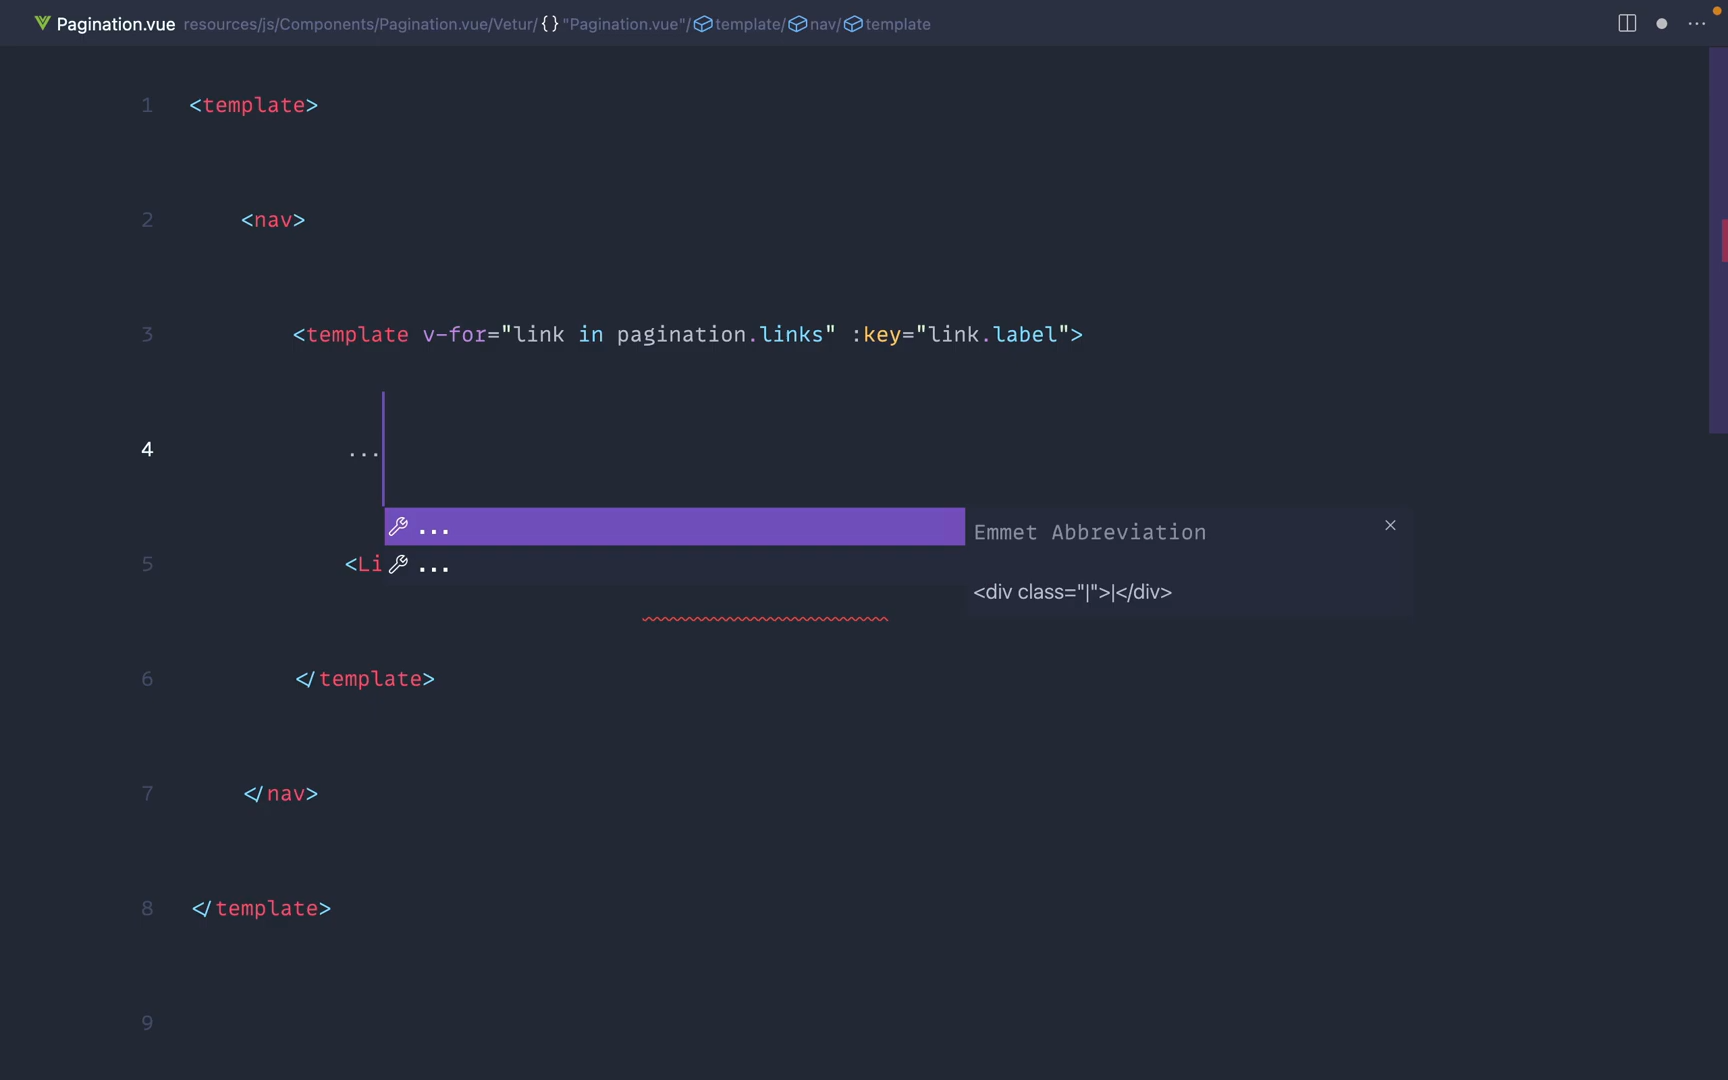 Pagination.vue resources/js/Components/Pagination.vue/Vetur/{} "Pagination.vue"/template/nav/template
1 <template>
2 <nav>
3 <template v-for="link in pagination.links" :key="link.label">
4 ...
...
Emmet Abbreviation
5 <Li
...
<div class="|">|</div>
6 </template>
7 </nav>
8 </template>
9